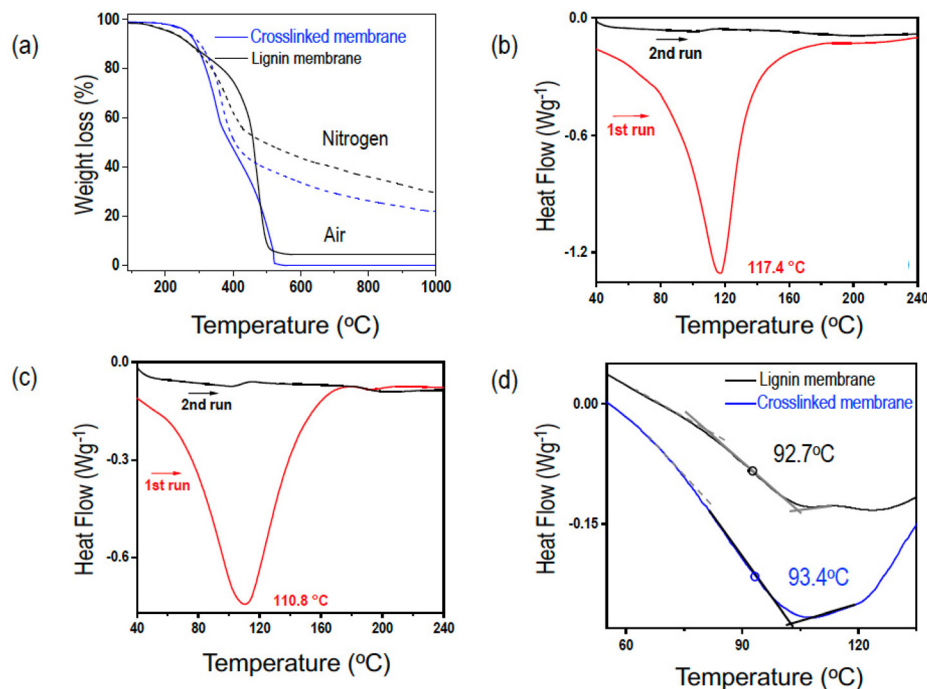 (a)
100
80
60
40
20
0
Weight loss (%)
Crosslinked membrane
Lignin membrane
Nitrogen
Air
200 400 600 800 1000
Temperature (ºC)
(b)
0.0
-0.6
-1.2
Heat Flow (Wg⁻¹)
2nd run
1st run
117.4 °C
40 80 120 160 200 240
Temperature (ºC)
(c)
0.0
-0.3
-0.6
Heat Flow (Wg⁻¹)
2nd run
1st run
110.8 °C
40 80 120 160 200 240
Temperature (ºC)
(d)
0.00
-0.15
Heat Flow (Wg⁻¹)
Lignin membrane
Crosslinked membrane
92.7ºC
93.4ºC
60 90 120
Temperature (ºC)